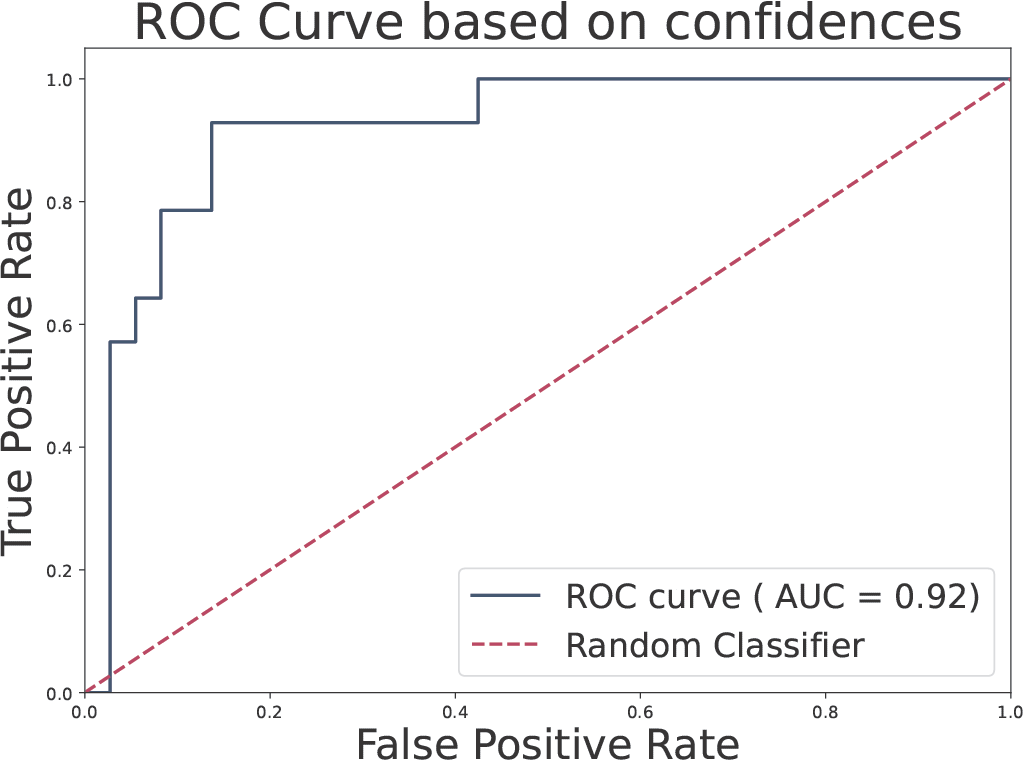 ROC Curve based on confidences
True Positive Rate
1.0
0.8
0.6
0.4
0.2
0.0
ROC curve ( AUC = 0.92)
Random Classifier
0.0 0.2 0.4 0.6 0.8 1.0
False Positive Rate